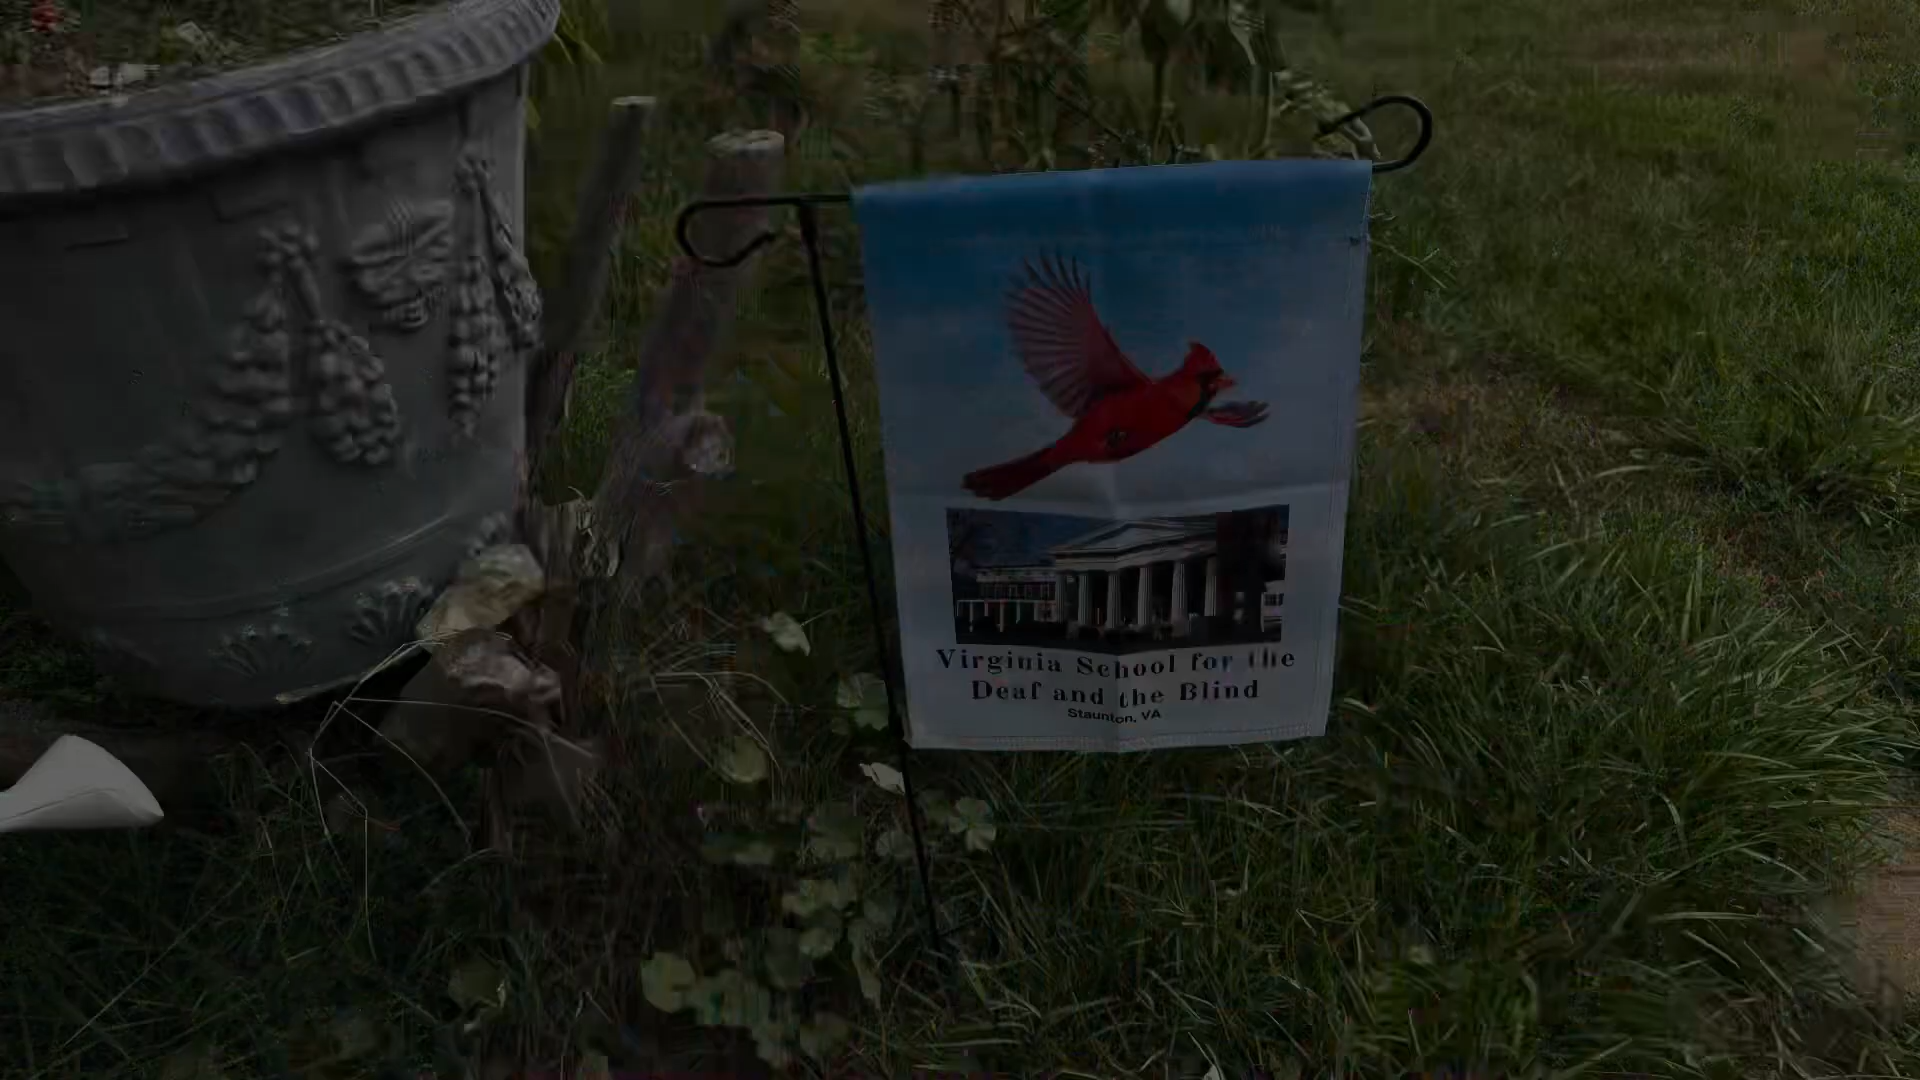 Virginia School for the
Deaf and the Blind
Staunton, VA